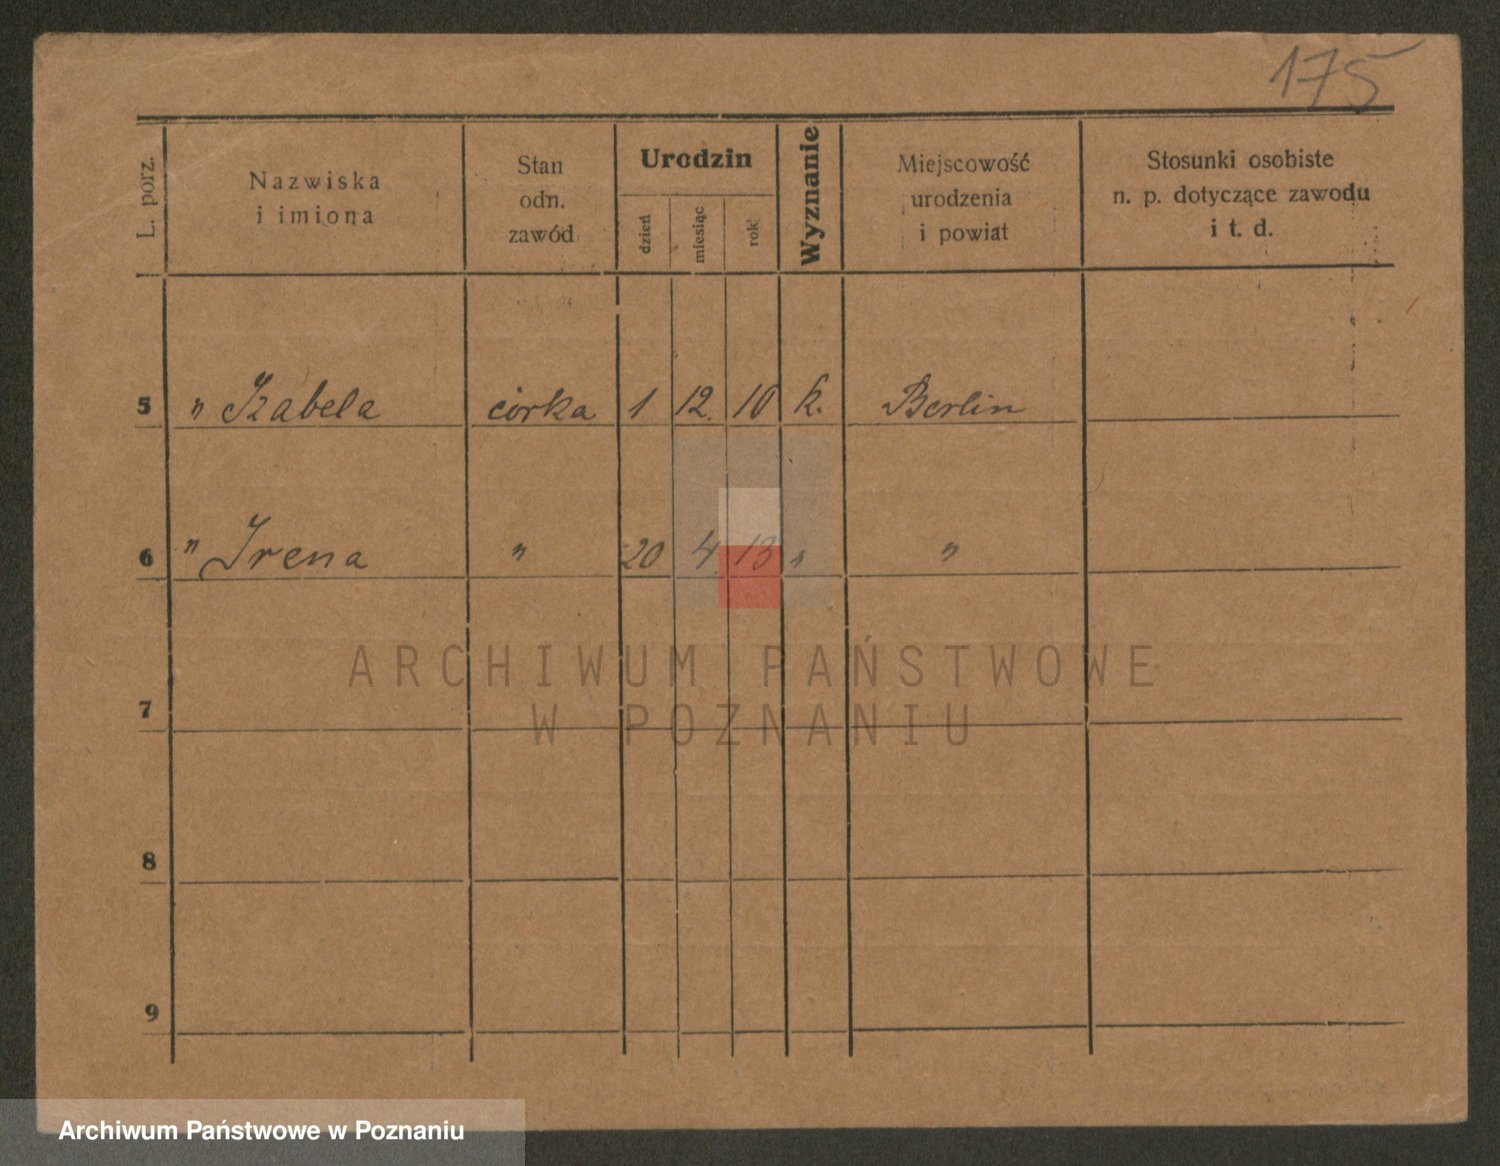 175
L. porz.
Nazwiska
i imiona
Stan
odn.
zawód
Urodzin
dzień
miesiąc
rok
Wyznanie
Miejscowość
urodzenia
i powiat
Stosunki osobiste
n. p. dotyczące zawodu
i t. d.
5 " Izabela córka 1 12. 10 k. Berlin
6 " Irena " 20 4. 13 " "
7
8
9
ARCHIWUM PAŃSTWOWE
W POZNANIU
Archiwum Państwowe w Poznaniu